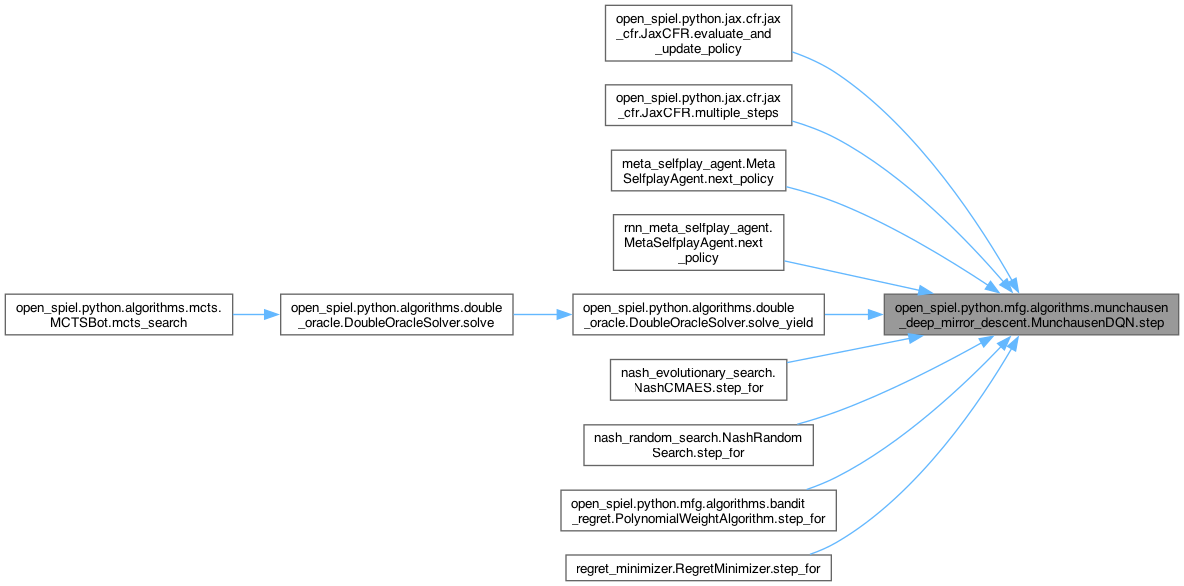 open_spiel.python.jax.cfr.jax
_cfr.JaxCFR.evaluate_and
_update_policy
open_spiel.python.jax.cfr.jax
_cfr.JaxCFR.multiple_steps
meta_selfplay_agent.Meta
SelfplayAgent.next_policy
rnn_meta_selfplay_agent.
MetaSelfplayAgent.next
_policy
open_spiel.python.algorithms.mcts.
MCTSBot.mcts_search
open_spiel.python.algorithms.double
_oracle.DoubleOracleSolver.solve
open_spiel.python.algorithms.double
_oracle.DoubleOracleSolver.solve_yield
open_spiel.python.mfg.algorithms.munchausen
_deep_mirror_descent.MunchausenDQN.step
nash_evolutionary_search.
NashCMAES.step_for
nash_random_search.NashRandom
Search.step_for
open_spiel.python.mfg.algorithms.bandit
_regret.PolynomialWeightAlgorithm.step_for
regret_minimizer.RegretMinimizer.step_for